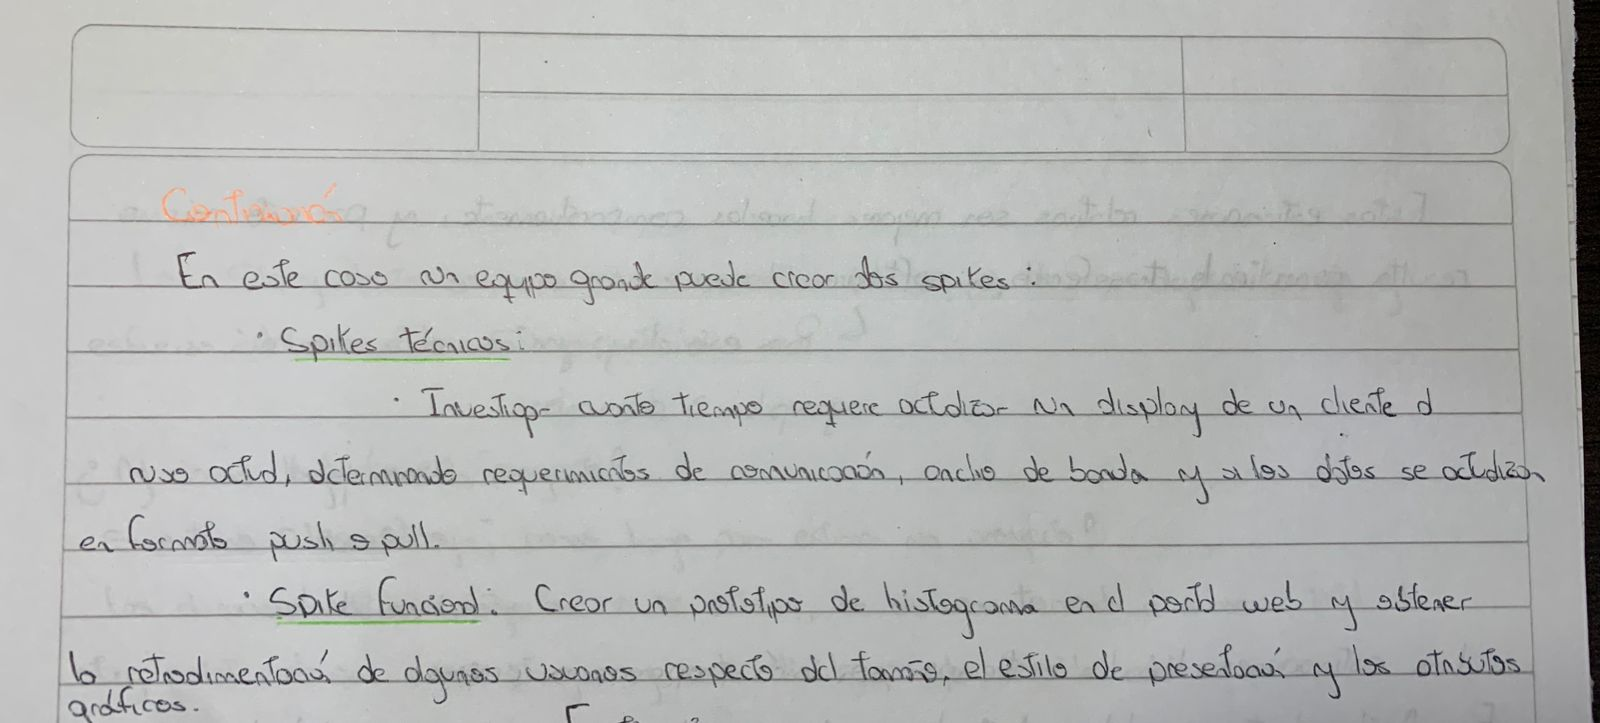 Continuación
En este caso un equipo grande puede crear dos spikes:
· Spikes técnicos:
· Investigar cuanto tiempo requiere actualizar un display de un cliente al
uso actual, determinando requerimientos de comunicación, ancho de banda y si los datos se actualizan
en formato push o pull.
· Spike funcional: Crear un prototipo de histograma en el portal web y obtener
la retroalimentación de algunos usuarios respecto del tamaño, el estilo de presentación y los atributos
gráficos.